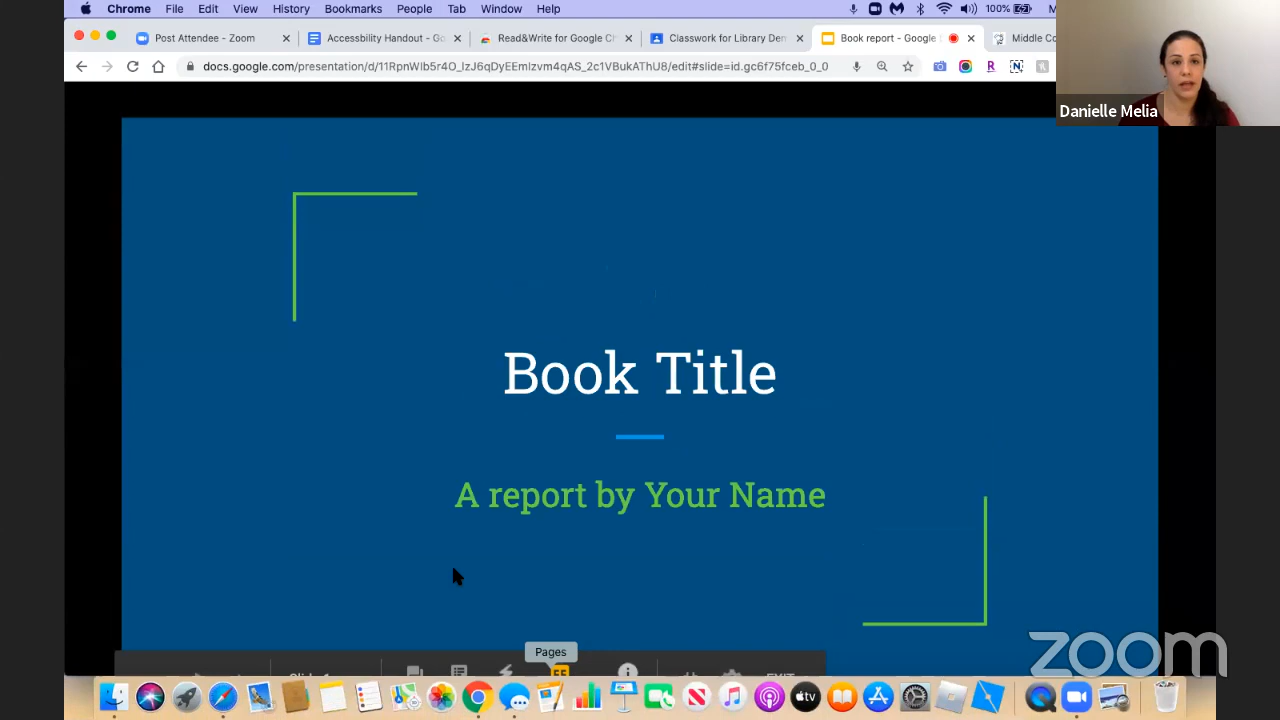 Chrome File Edit View History Bookmarks People Tab Window Help 100%
Post Attendee - Zoom
Accessbility Handout - Go
Read&Write for Google Ch
Classwork for Library Dem
Book report - Google
Middle Co
docs.google.com/presentation/d/
/edit#slide=id.gc6f75fceb_0_0
Danielle Melia
Book Title
A report by Your Name
Pages
zoom
tv